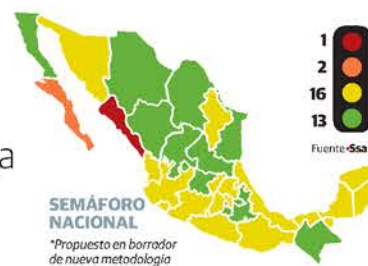 1
2
16
13
Fuente•Ssa
a
SEMÁFORO
NACIONAL
*Propuesto en borrador
de nueva metodología